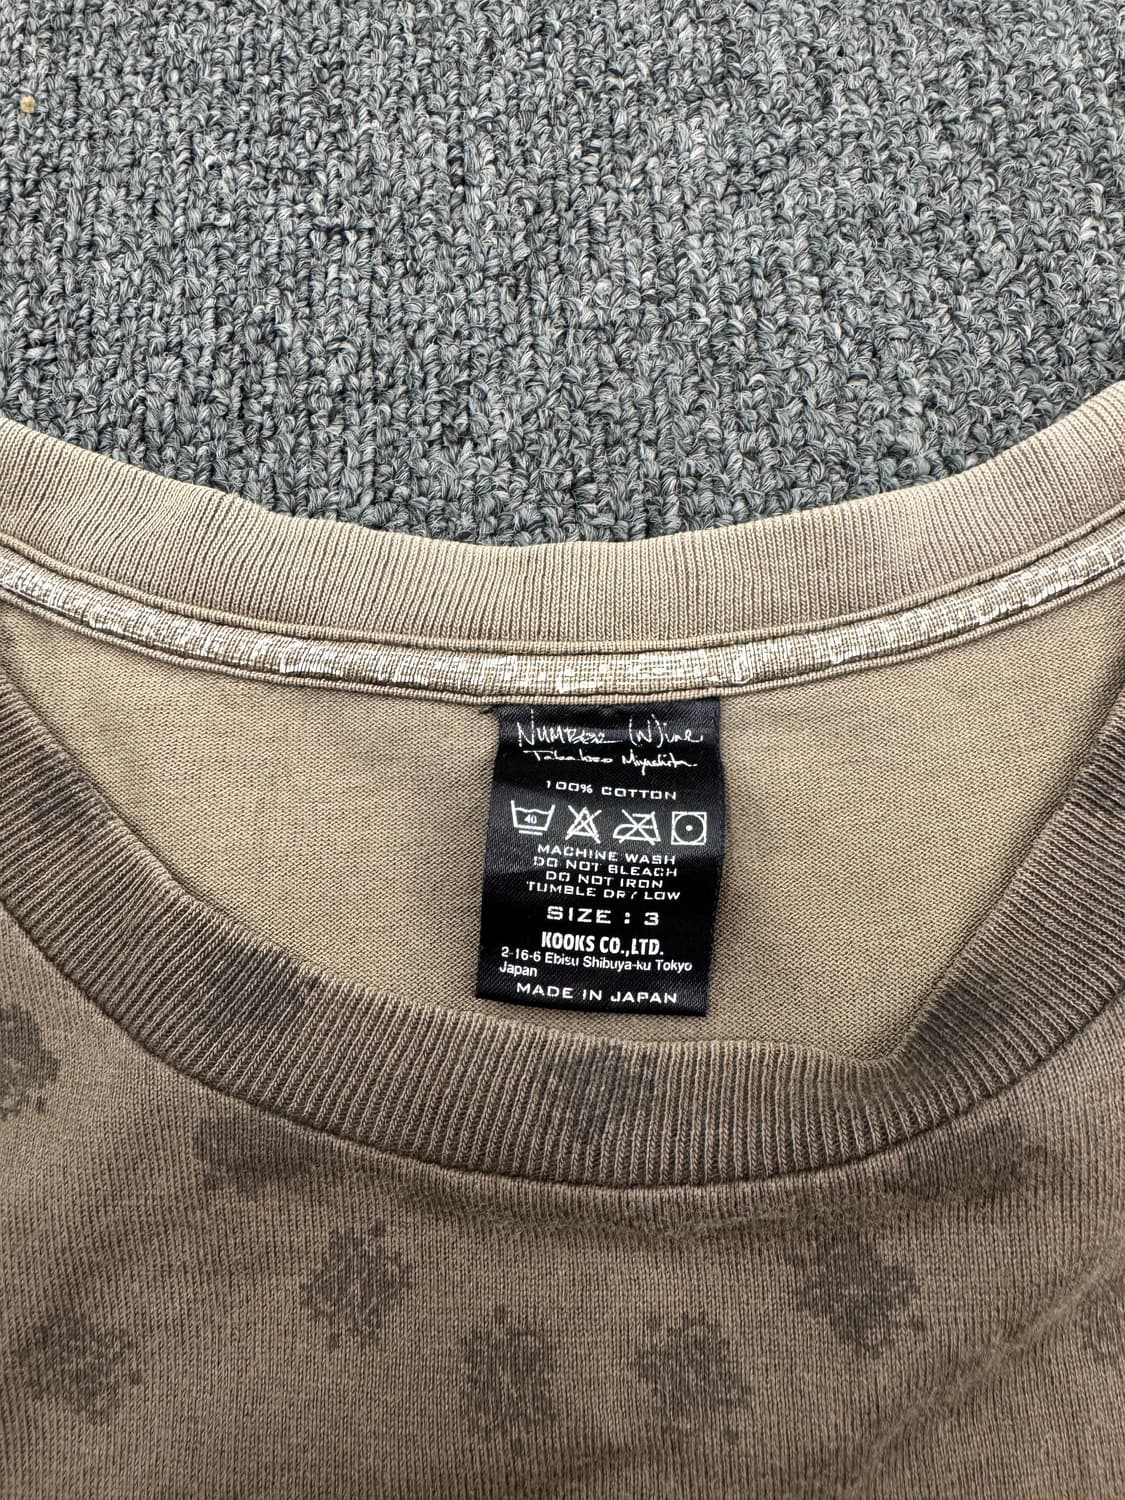 NUMBER (N)ine
Takahiro Miyashita
100% COTTON
40
MACHINE WASH
DO NOT BLEACH
DO NOT IRON
TUMBLE DRY LOW
SIZE : 3
KOOKS CO.,LTD.
2-16-6 Ebisu Shibuya-ku Tokyo
Japan
MADE IN JAPAN